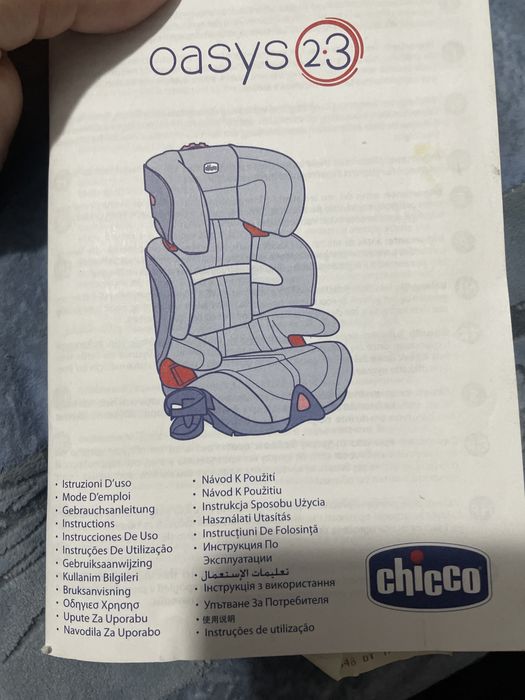 oasys 2·3
chicco
• Istruzioni D'uso
• Mode D'emploi
• Gebrauchsanleitung
• Instructions
• Instrucciones De Uso
• Instruções De Utilização
• Gebruiksaanwijzing
• Kullanim Bilgileri
• Bruksanvisning
• Οδηγιεσ Χρησησ
• Upute Za Uporabu
• Navodila Za Uporabo
• Návod K Použití
• Návod K Použitiu
• Instrukcja Sposobu Użycia
• Használati Utasítás
• Instrucţiuni De Folosinţă
• Инструкция По
Эксплуатации
• تعليمات الإستعمال
• Інструкція з використання
• Упътване За Потребителя
• 使用说明
• Instruções de utilização
chicco